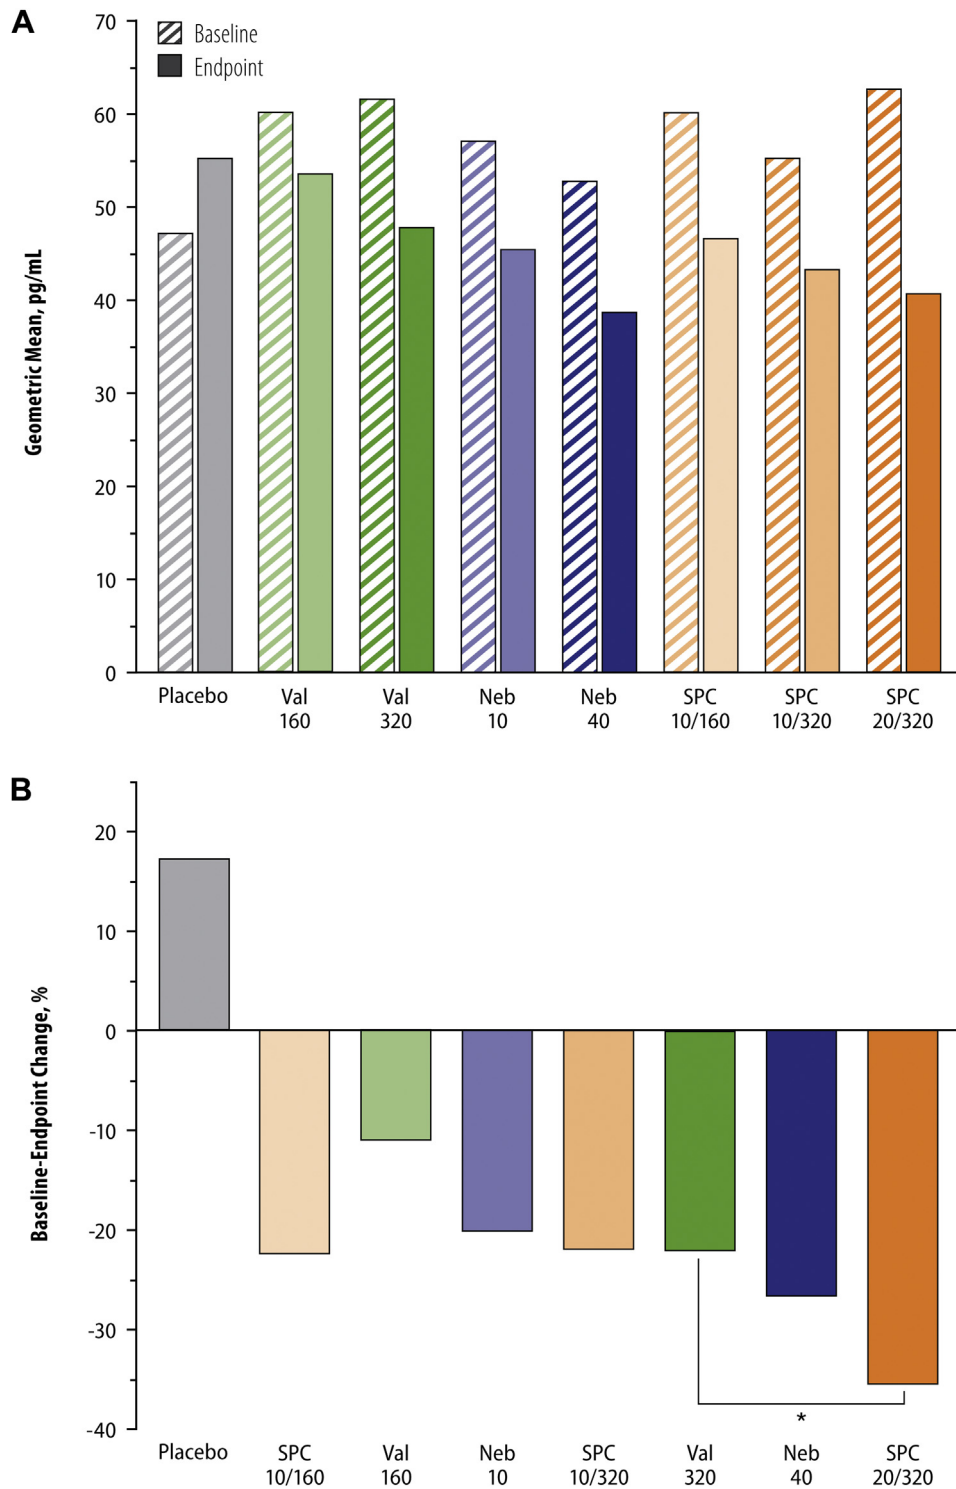 A
Baseline
Endpoint
Geometric Mean, pg/mL
70
60
50
40
30
20
10
0
Placebo
Val
160
Val
320
Neb
10
Neb
40
SPC
10/160
SPC
10/320
SPC
20/320
B
Baseline-Endpoint Change, %
20
10
0
-10
-20
-30
-40
*
Placebo
SPC
10/160
Val
160
Neb
10
SPC
10/320
Val
320
Neb
40
SPC
20/320